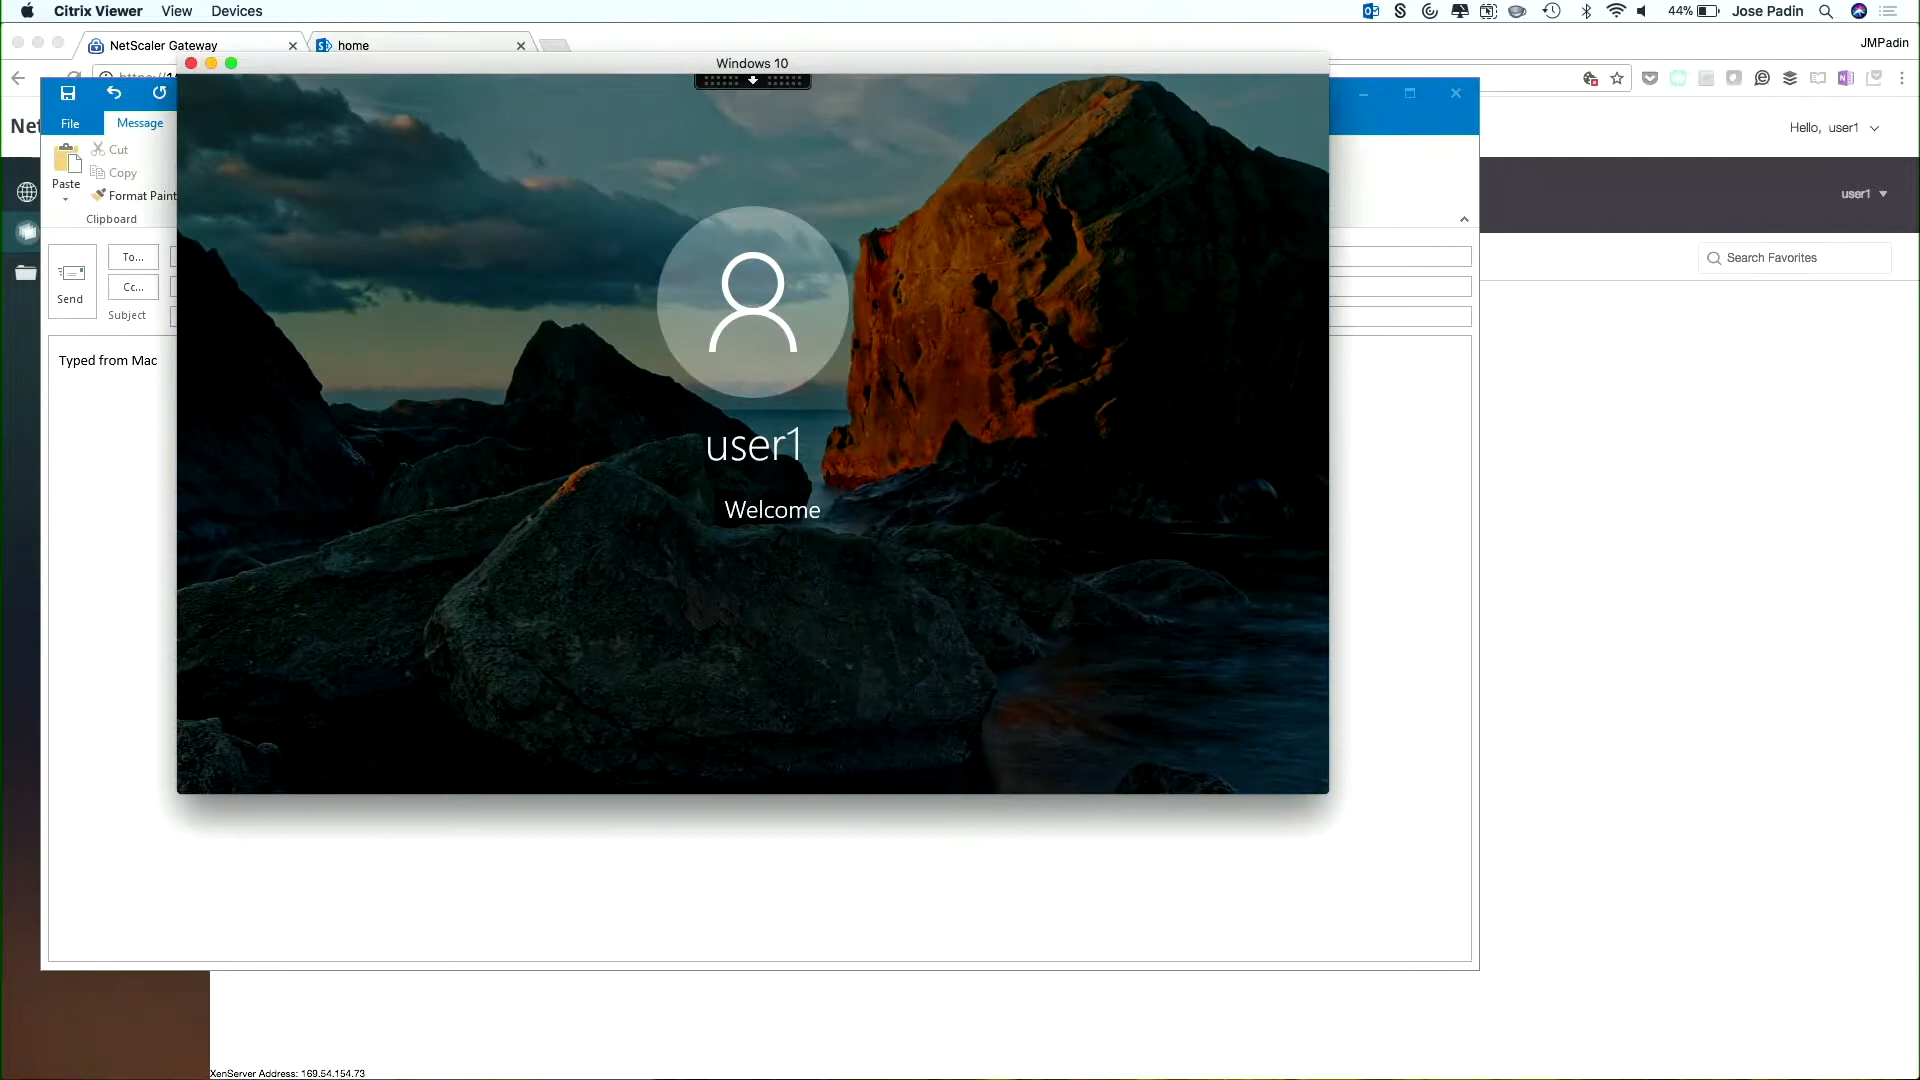 Citrix Viewer View Devices 44% Jose Padin
NetScaler Gateway home JMPadin
Windows 10
File Message
Hello, user1
Cut
Copy
Paste
Format Paint
Clipboard
user1
To...
Search Favorites
Cc...
Send
Subject
Typed from Mac
user1
Welcome
XenServer Address: 169.54.154.73